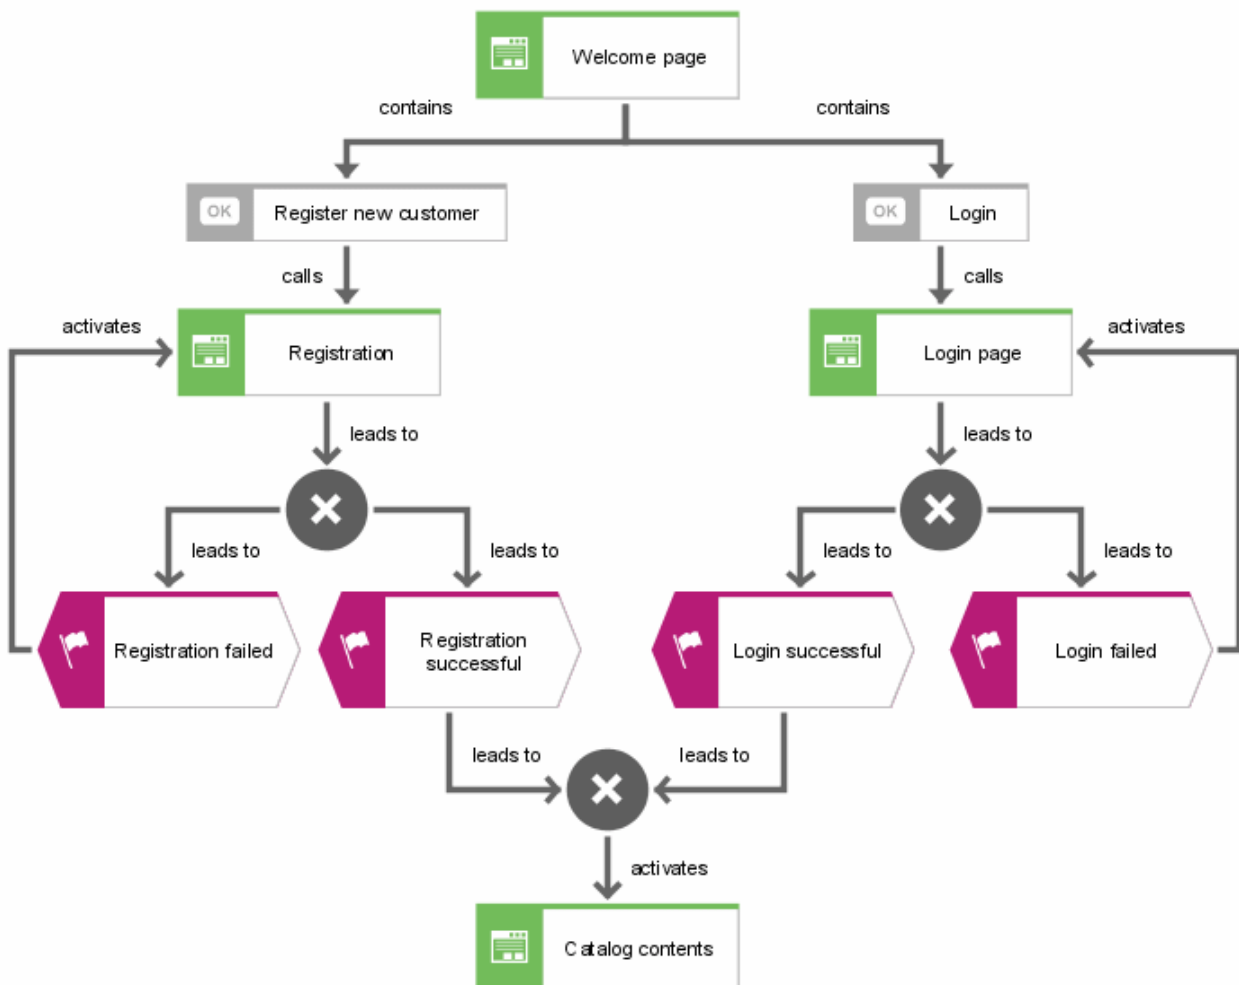 Welcome page
contains
contains
OK
Register new customer
OK
Login
calls
calls
activates
activates
Registration
Login page
leads to
leads to
leads to
leads to
leads to
leads to
Registration failed
Registration
successful
Login successful
Login failed
leads to
leads to
activates
Catalog contents